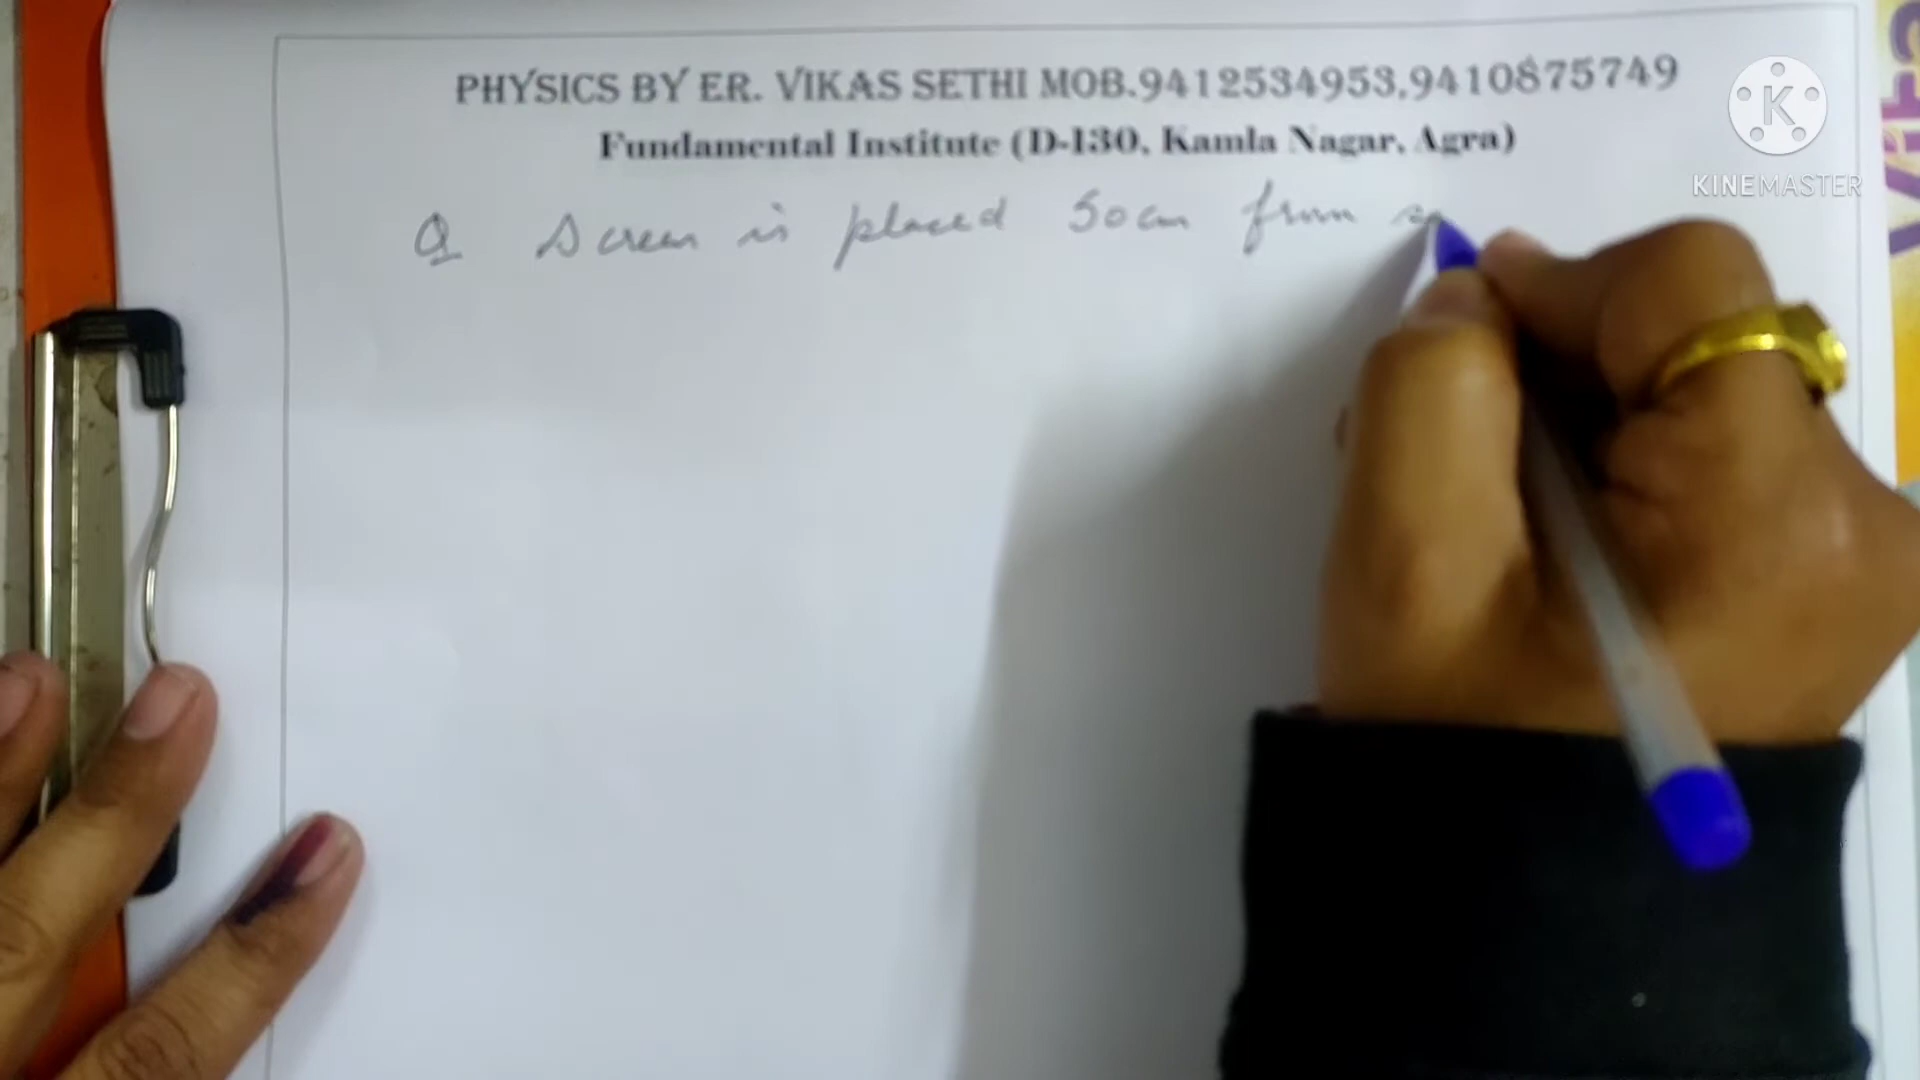 PHYSICS BY ER. VIKAS SETHI MOB.9412534953,9410875749
Fundamental Institute (D-130, Kamla Nagar, Agra)
K
KINEMASTER
Q Screen is placed 50cm from